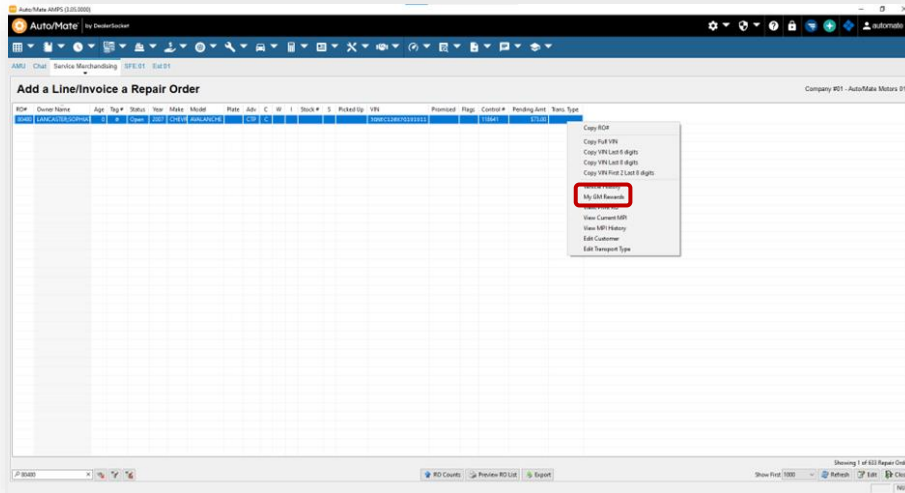 Auto/Mate AMPS (3.05.0000)
Auto/Mate by DealerSocket
automate
AMU Chat Service Merchandising SFE:01 Exl:01
Add a Line/Invoice a Repair Order
Company #01 - Auto/Mate Motors 01
RO# Owner Name Age Tag # Status Year Make Model Plate Adv C W I Stock # S Picked Up VIN Promised Flags Control # Pending Amt Trans. Type
80400 LANCASTER,SOPHIA 0 # Open 2007 CHEVR AVALANCHE CTP C 118641 $75.00
Copy RO#
Copy Full VIN
Copy VIN Last 6 digits
Copy VIN Last 8 digits
Copy VIN First 2 Last 8 digits
Vehicle History
My GM Rewards
View Current MPI
View MPI History
Edit Customer
Edit Transport Type
Showing 1 of 633 Repair Ord
80400
RO Counts Preview RO List Export
Show First 1000 Refresh Edit Clo
NU